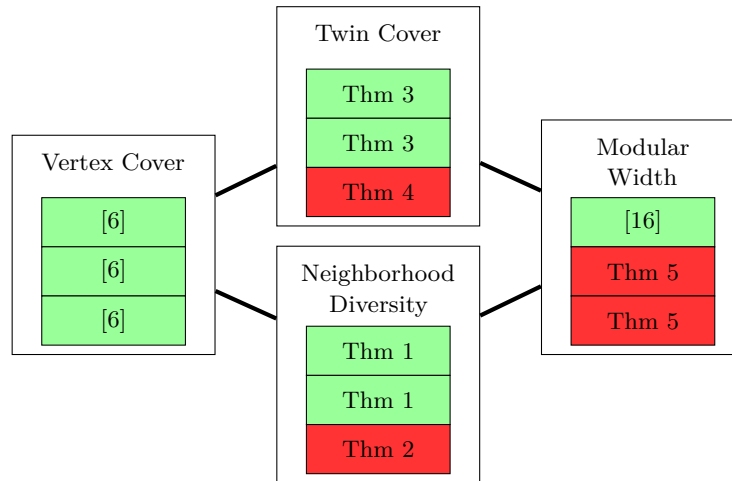 Twin Cover
Thm 3
Thm 3
Thm 4
Vertex Cover
[6]
[6]
[6]
Modular
Width
[16]
Thm 5
Thm 5
Neighborhood
Diversity
Thm 1
Thm 1
Thm 2